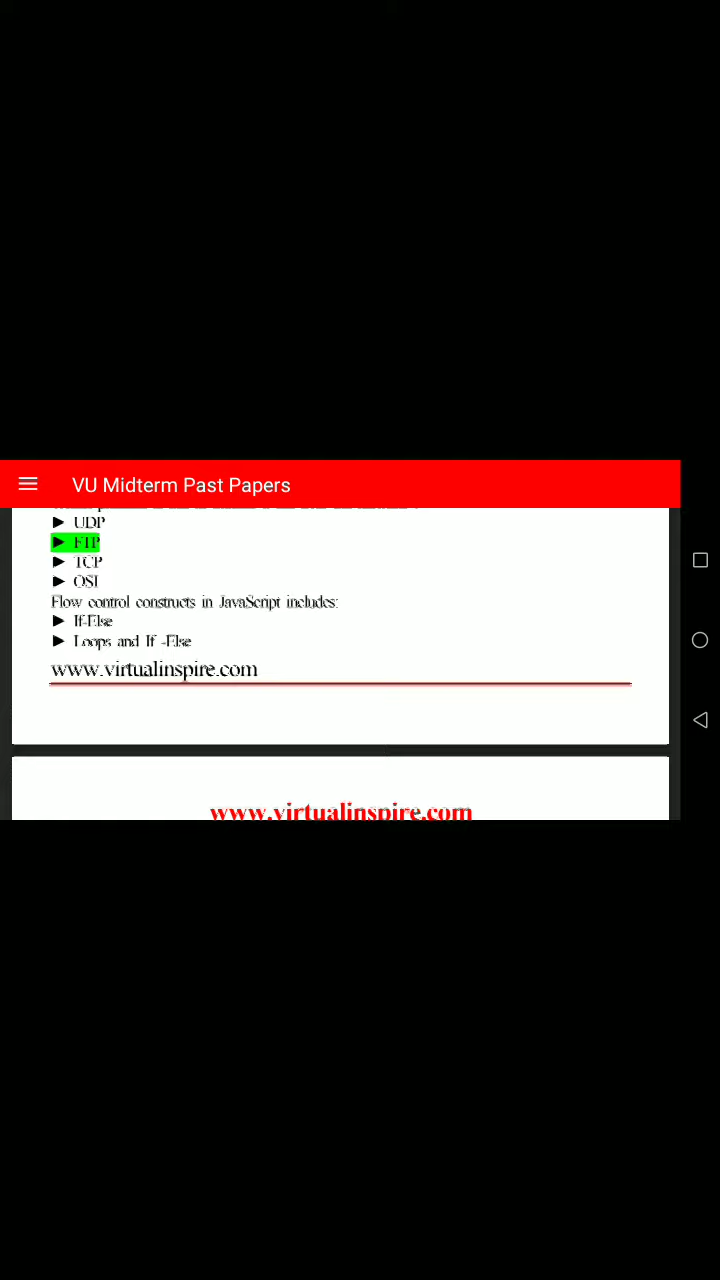 VU Midterm Past Papers
► UDP
► FTP
► TCP
► OSI
Flow control constructs in JavaScript includes:
► If-Else
► Loops and If -Else
www.virtualinspire.com
www.virtualinspire.com